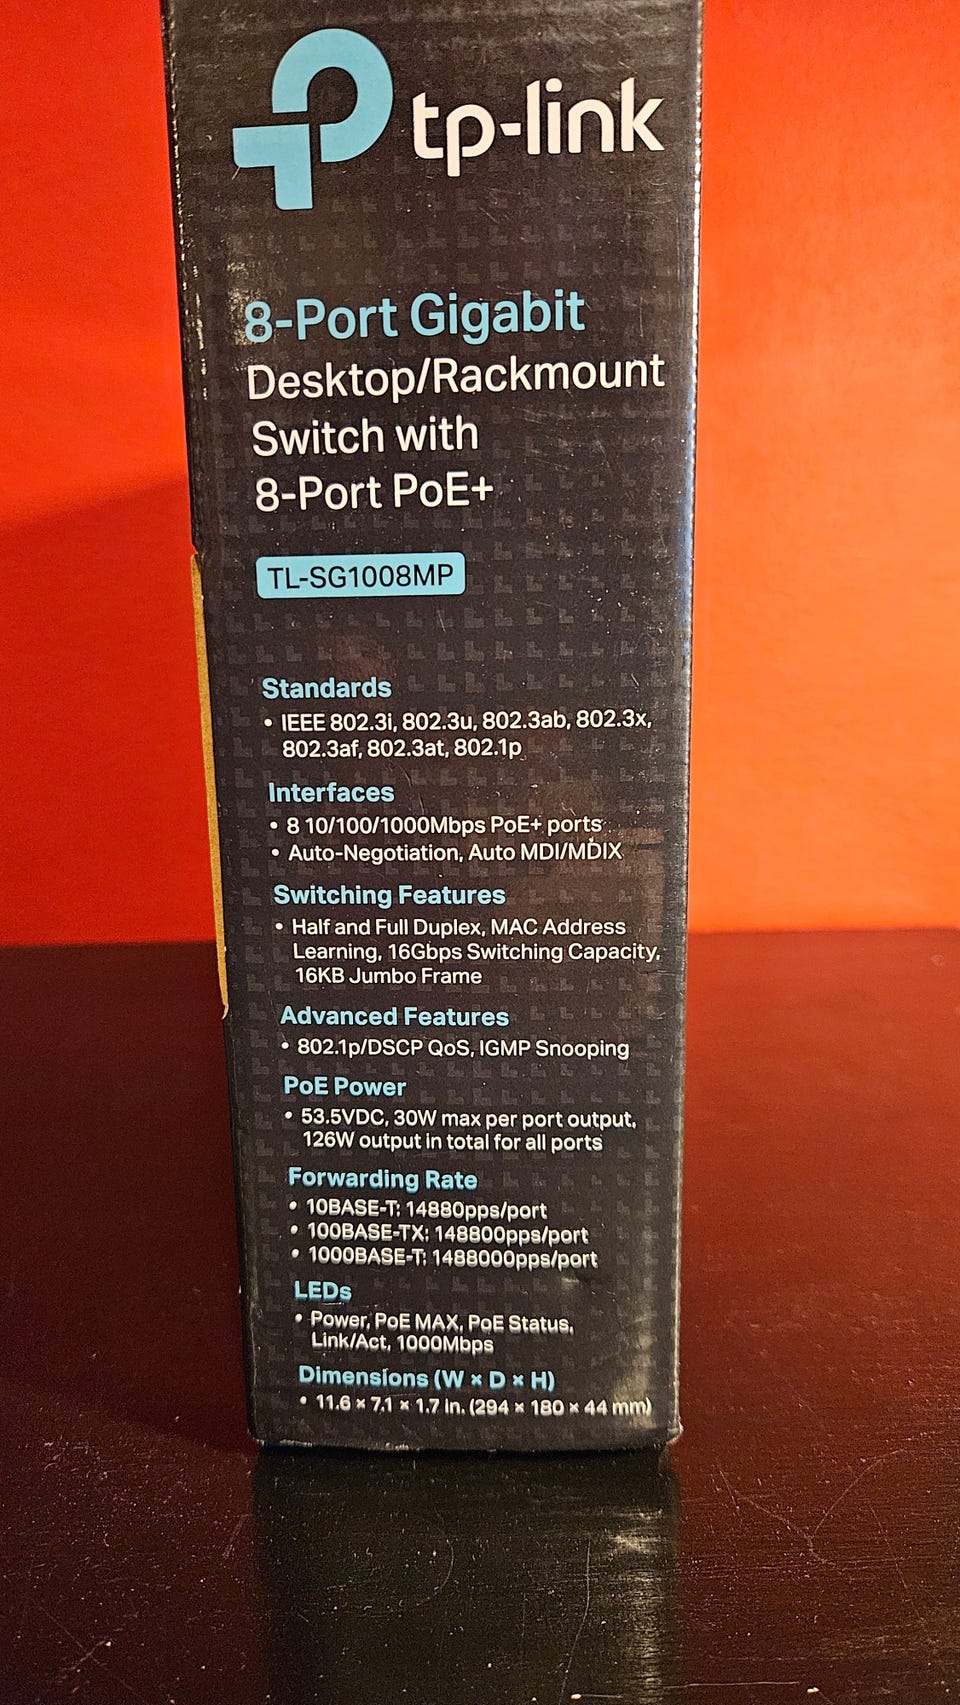 tp-link
8-Port Gigabit
Desktop/Rackmount
Switch with
8-Port PoE+
TL-SG1008MP
Standards
• IEEE 802.3i, 802.3u, 802.3ab, 802.3x,
802.3af, 802.3at, 802.1p
Interfaces
• 8 10/100/1000Mbps PoE+ ports
• Auto-Negotiation, Auto MDI/MDIX
Switching Features
• Half and Full Duplex, MAC Address
Learning, 16Gbps Switching Capacity,
16KB Jumbo Frame
Advanced Features
• 802.1p/DSCP QoS, IGMP Snooping
PoE Power
• 53.5VDC, 30W max per port output,
126W output in total for all ports
Forwarding Rate
• 10BASE-T: 14880pps/port
• 100BASE-TX: 148800pps/port
• 1000BASE-T: 1488000pps/port
LEDs
• Power, PoE MAX, PoE Status,
Link/Act, 1000Mbps
Dimensions (W × D × H)
• 11.6 × 7.1 × 1.7 in. (294 × 180 × 44 mm)